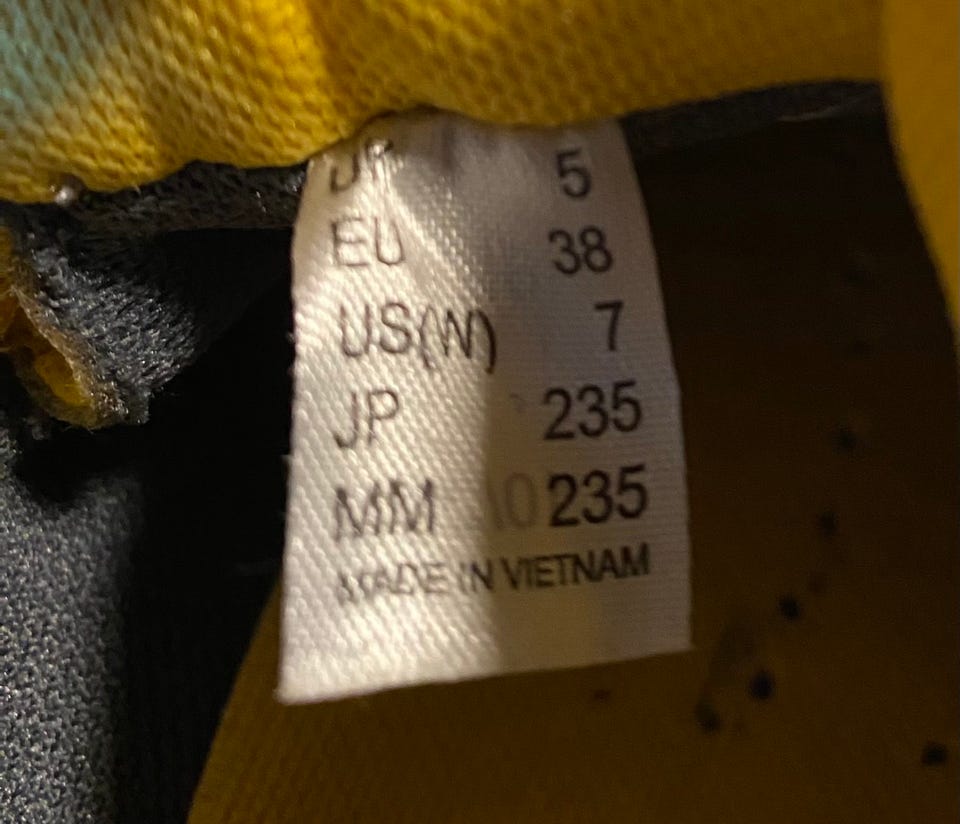 5
EU 38
US(W) 7
JP 235
MM 235
MADE IN VIETNAM